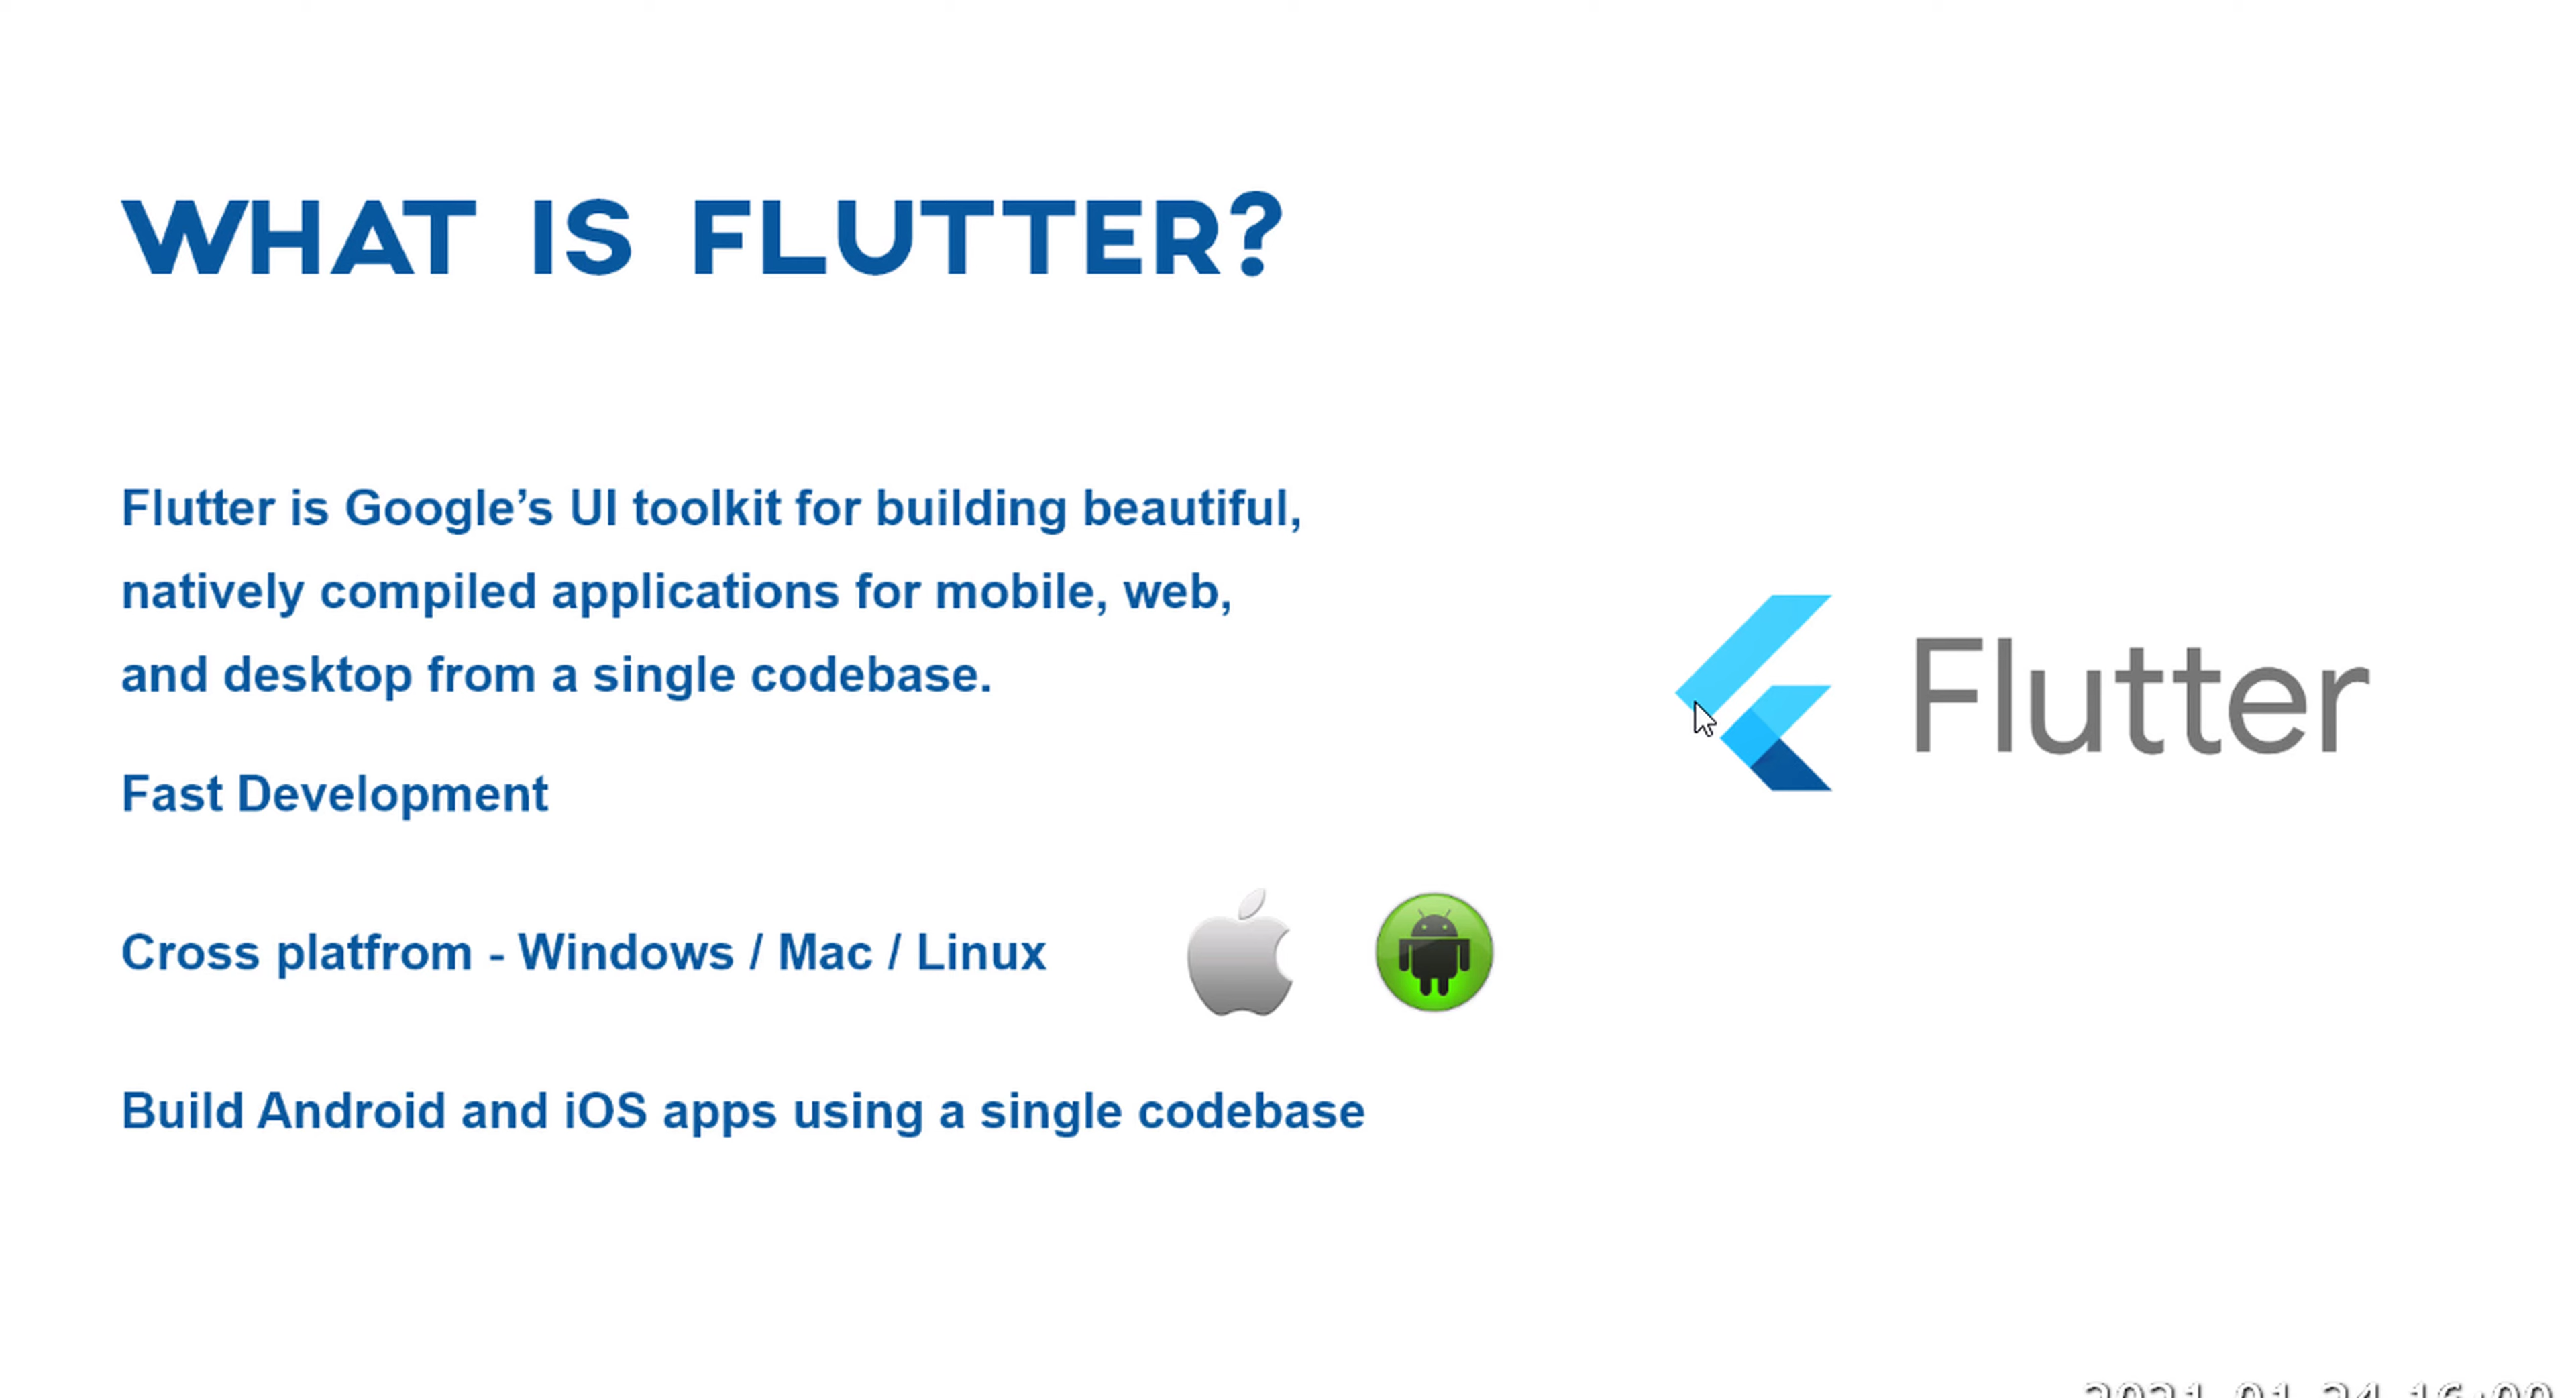 WHAT IS FLUTTER?
Flutter is Google’s UI toolkit for building beautiful,
natively compiled applications for mobile, web,
and desktop from a single codebase.
Flutter
Fast Development
Cross platfrom - Windows / Mac / Linux
Build Android and iOS apps using a single codebase